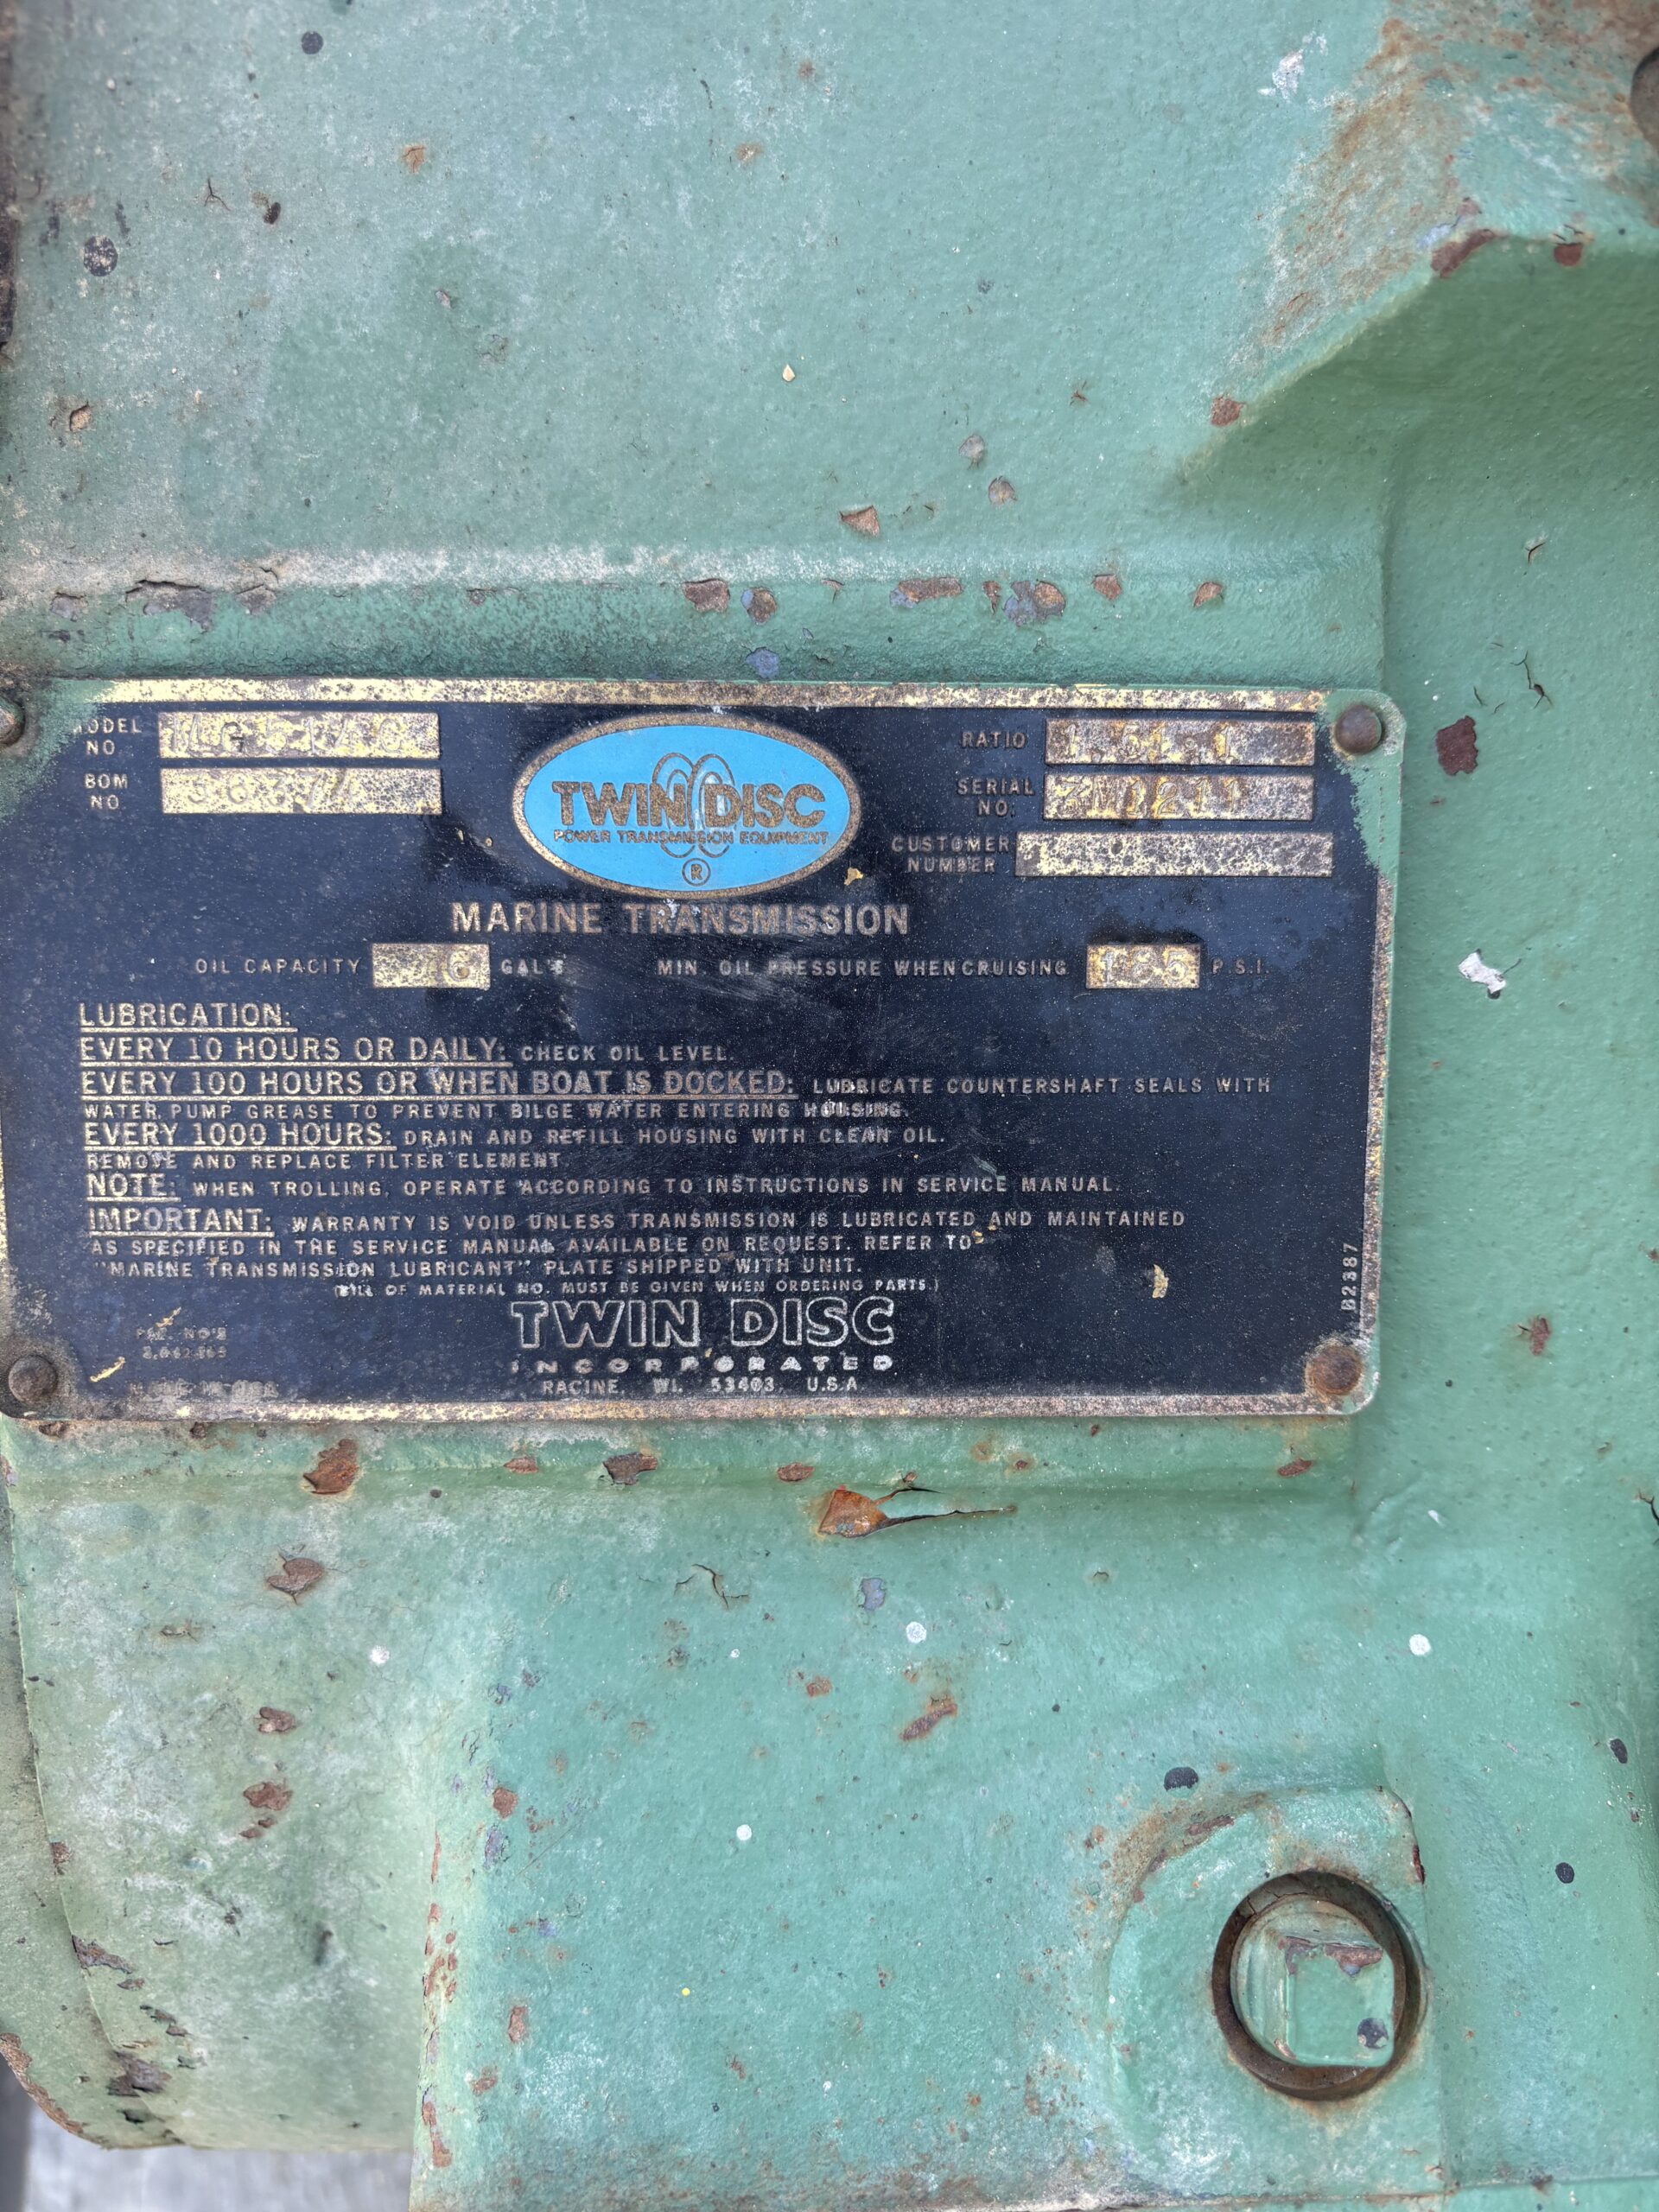 MODEL NO
BOM NO
TWIN DISC
POWER TRANSMISSION EQUIPMENT
®
RATIO
SERIAL NO:
CUSTOMER NUMBER
MARINE TRANSMISSION
OIL CAPACITY 16 GAL'S MIN. OIL PRESSURE WHEN CRUISING 185 P.S.I.
LUBRICATION:
EVERY 10 HOURS OR DAILY: CHECK OIL LEVEL.
EVERY 100 HOURS OR WHEN BOAT IS DOCKED: LUBRICATE COUNTERSHAFT SEALS WITH
WATER PUMP GREASE TO PREVENT BILGE WATER ENTERING HOUSING.
EVERY 1000 HOURS: DRAIN AND REFILL HOUSING WITH CLEAN OIL.
REMOVE AND REPLACE FILTER ELEMENT.
NOTE: WHEN TROLLING, OPERATE ACCORDING TO INSTRUCTIONS IN SERVICE MANUAL.
IMPORTANT: WARRANTY IS VOID UNLESS TRANSMISSION IS LUBRICATED AND MAINTAINED
AS SPECIFIED IN THE SERVICE MANUAL AVAILABLE ON REQUEST. REFER TO
"MARINE TRANSMISSION LUBRICANT" PLATE SHIPPED WITH UNIT.
(BILL OF MATERIAL NO. MUST BE GIVEN WHEN ORDERING PARTS.)
B2387
PAT. NO'S
TWIN DISC
INCORPORATED
RACINE, WI. 53403, U.S.A